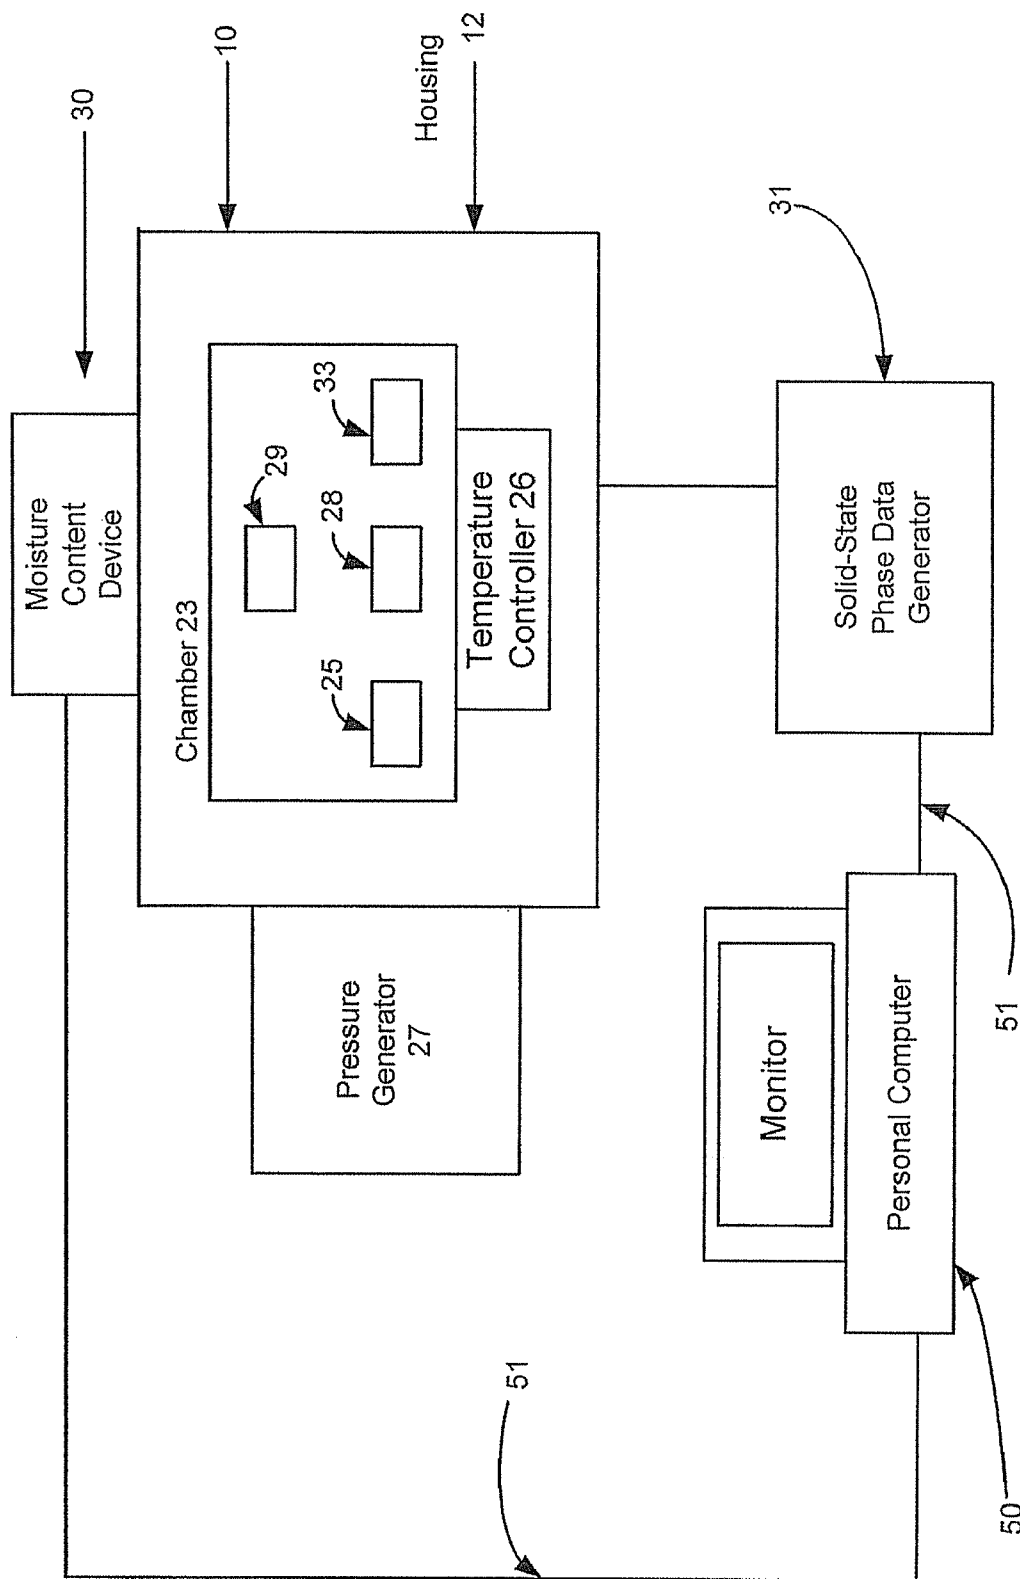 30
10
Housing
12
Moisture
Content
Device
Chamber 23
29
25
28
33
Temperature
Controller 26
Pressure
Generator
27
31
Solid-State
Phase Data
Generator
51
Monitor
Personal Computer
51
50